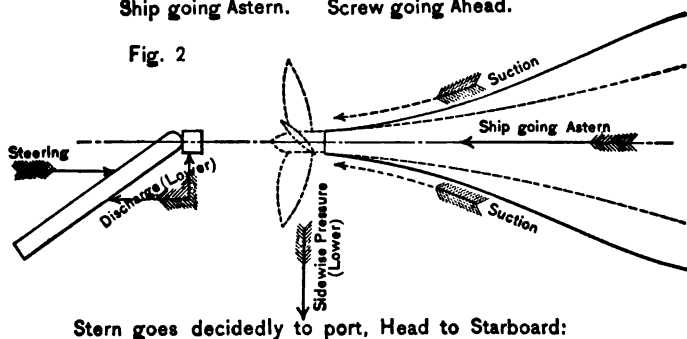 Ship going Astern. Screw going Ahead.
Fig. 2
Suction
Ship going Astern
Steering
Discharge (Lower)
Sidewise Pressure
(Lower)
Suction
Stern goes decidedly to port, Head to Starboard: